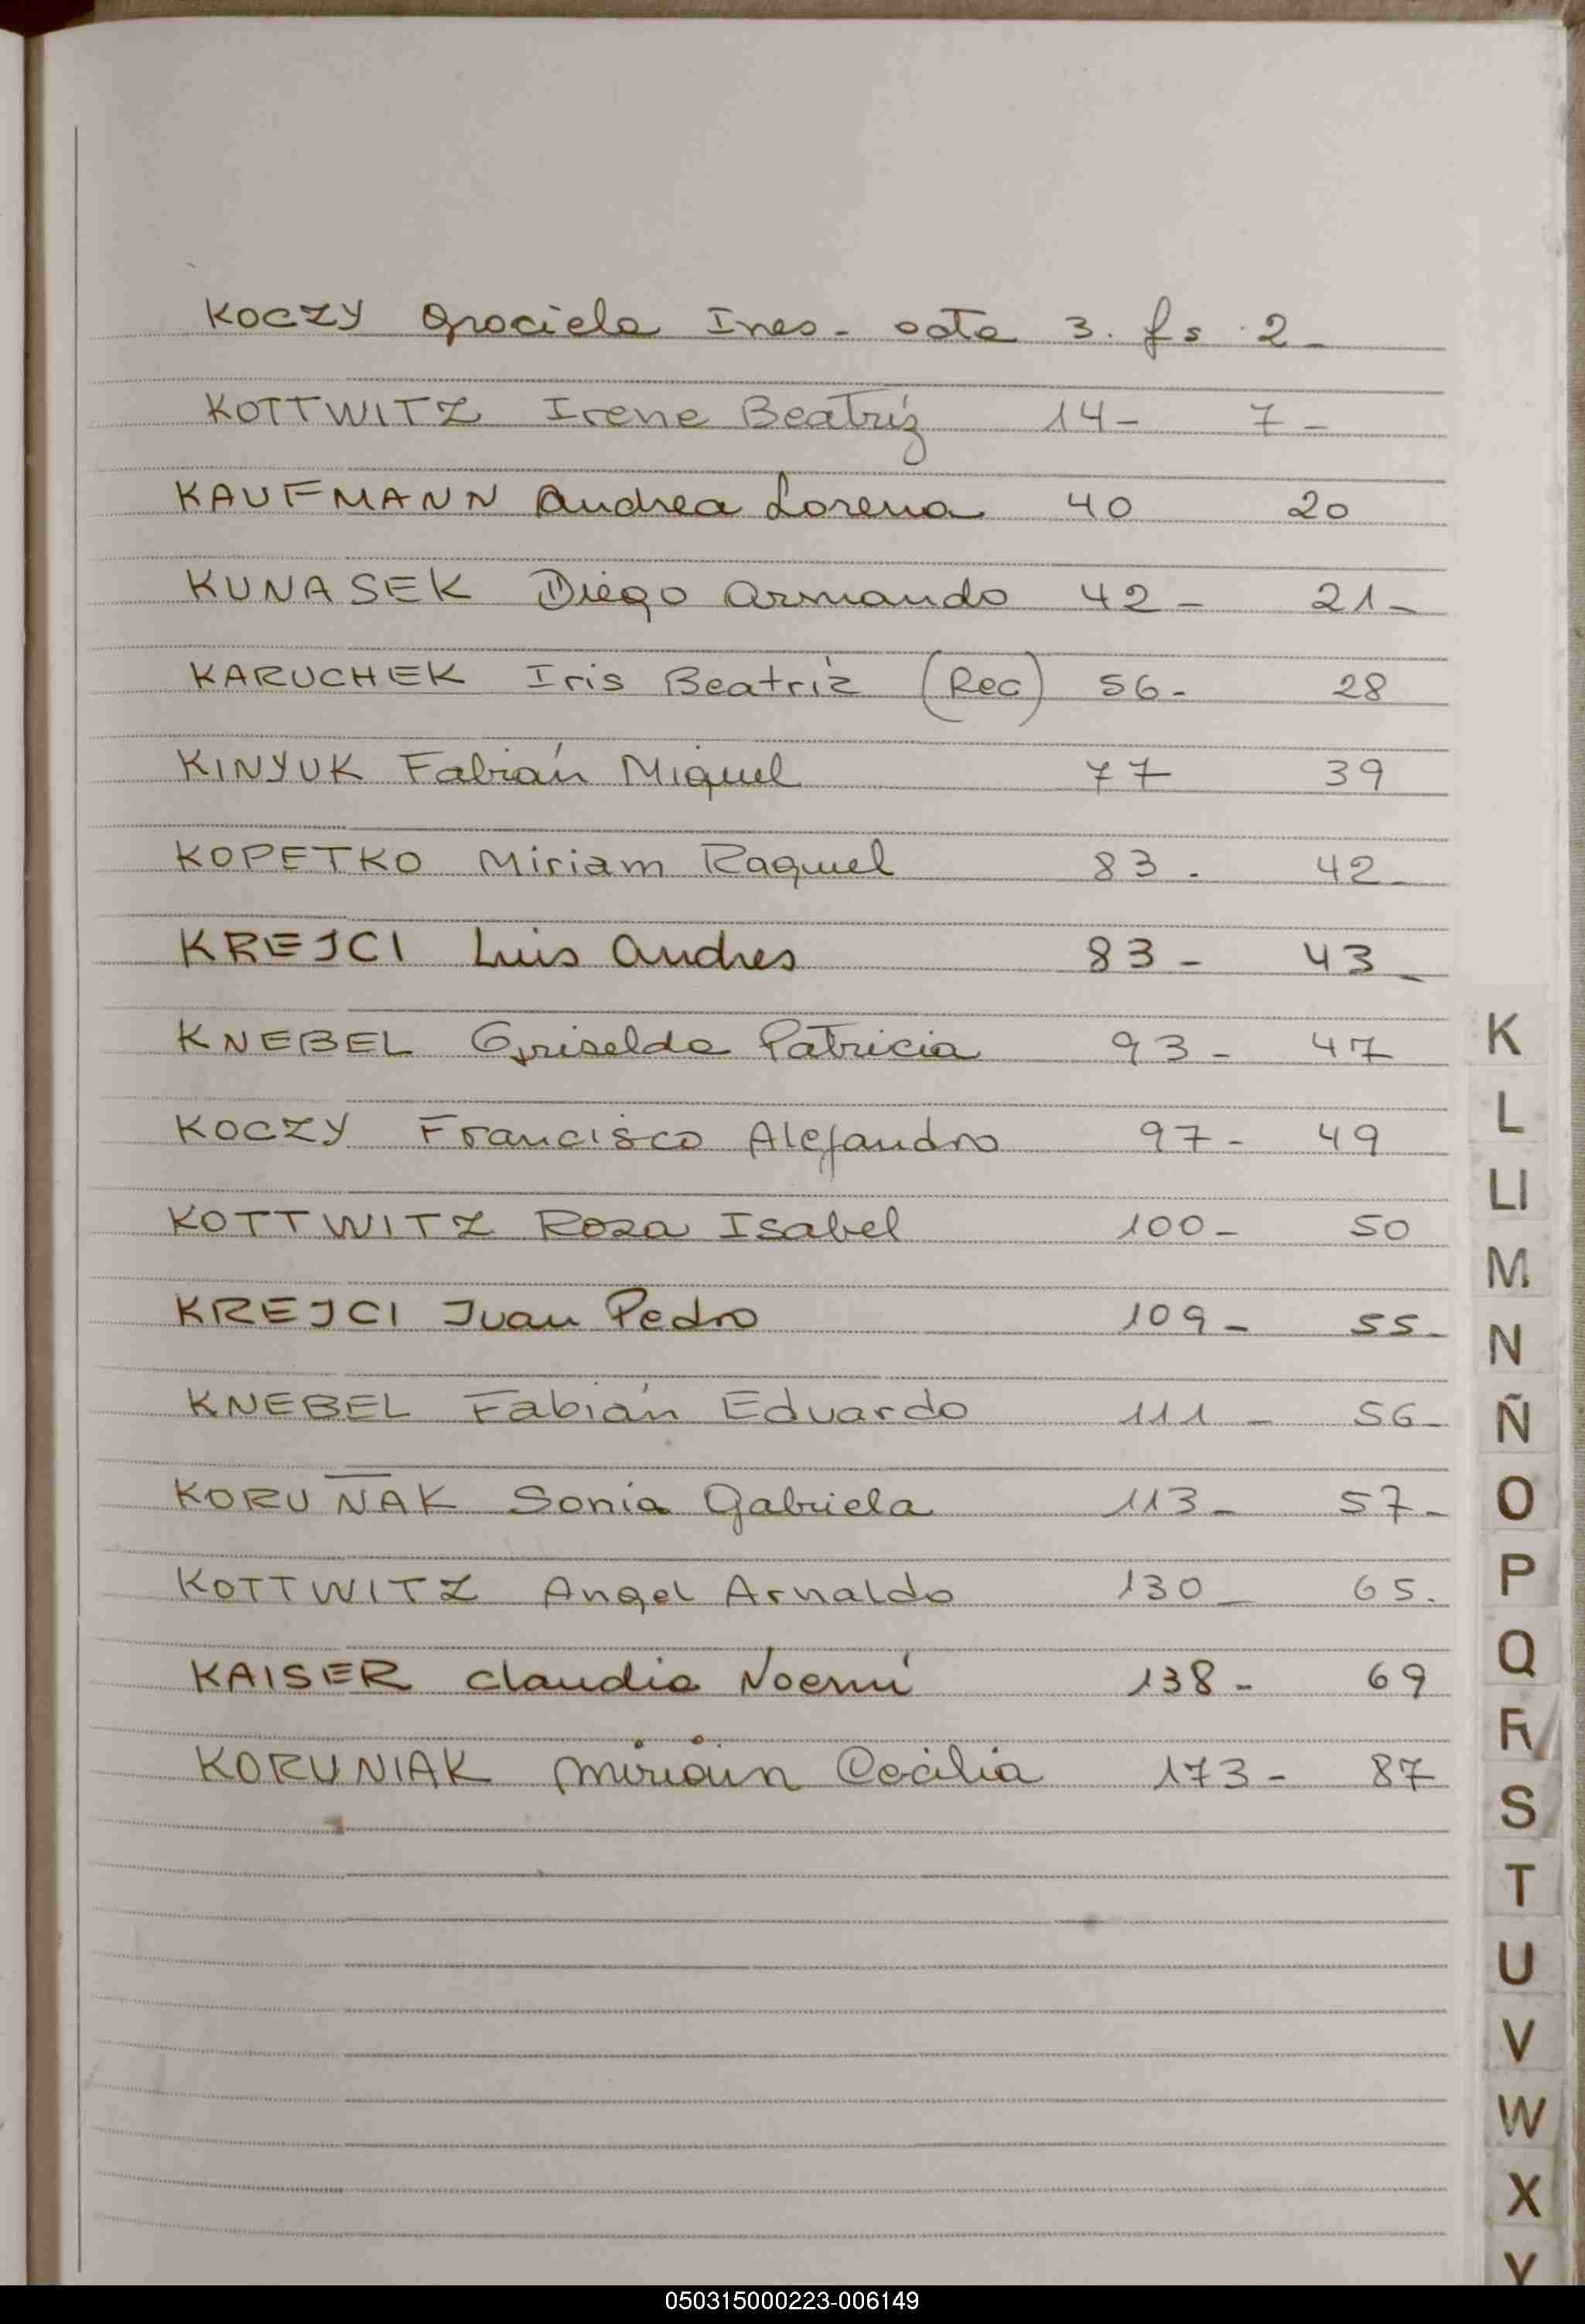 KOCZY Graciela Ines - acta 3. fs. 2 -
KOTTWITZ Irene Beatriz 14 - 7 -
KAUFMANN Andrea Lorena 40 20
KUNASEK Diego Armando 42 - 21 -
KARUCHEK Iris Beatriz (Rec) 56 - 28
KINYUK Fabián Miguel 77 39
KOPETKO Miriam Raquel 83 - 42 -
KREJCI Luis Andres 83 - 43 -
KNEBEL Griselda Patricia 93 - 47
KOCZY Francisco Alejandro 97 - 49
KOTTWITZ Rosa Isabel 100 - 50
KREJCI Juan Pedro 109 - 55 -
KNEBEL Fabián Eduardo 111 - 56 -
KORUÑAK Sonia Gabriela 113 - 57 -
KOTTWITZ Angel Arnaldo 130 - 65.
KAISER Claudia Noemí 138 - 69
KORUNIAK Miriam Cecilia 173 - 87
K
L
Ll
M
N
Ñ
O
P
Q
R
S
T
U
V
W
X
Y
050315000223-006149